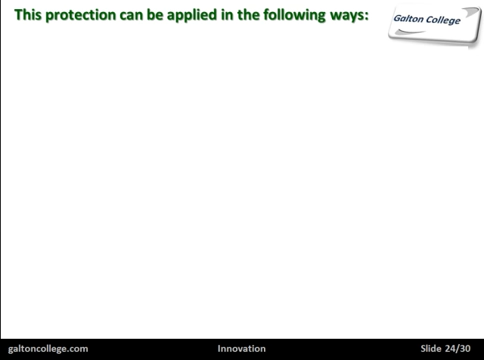 This protection can be applied in the following ways:
Galton College
galtoncollege.com Innovation Slide 24/30